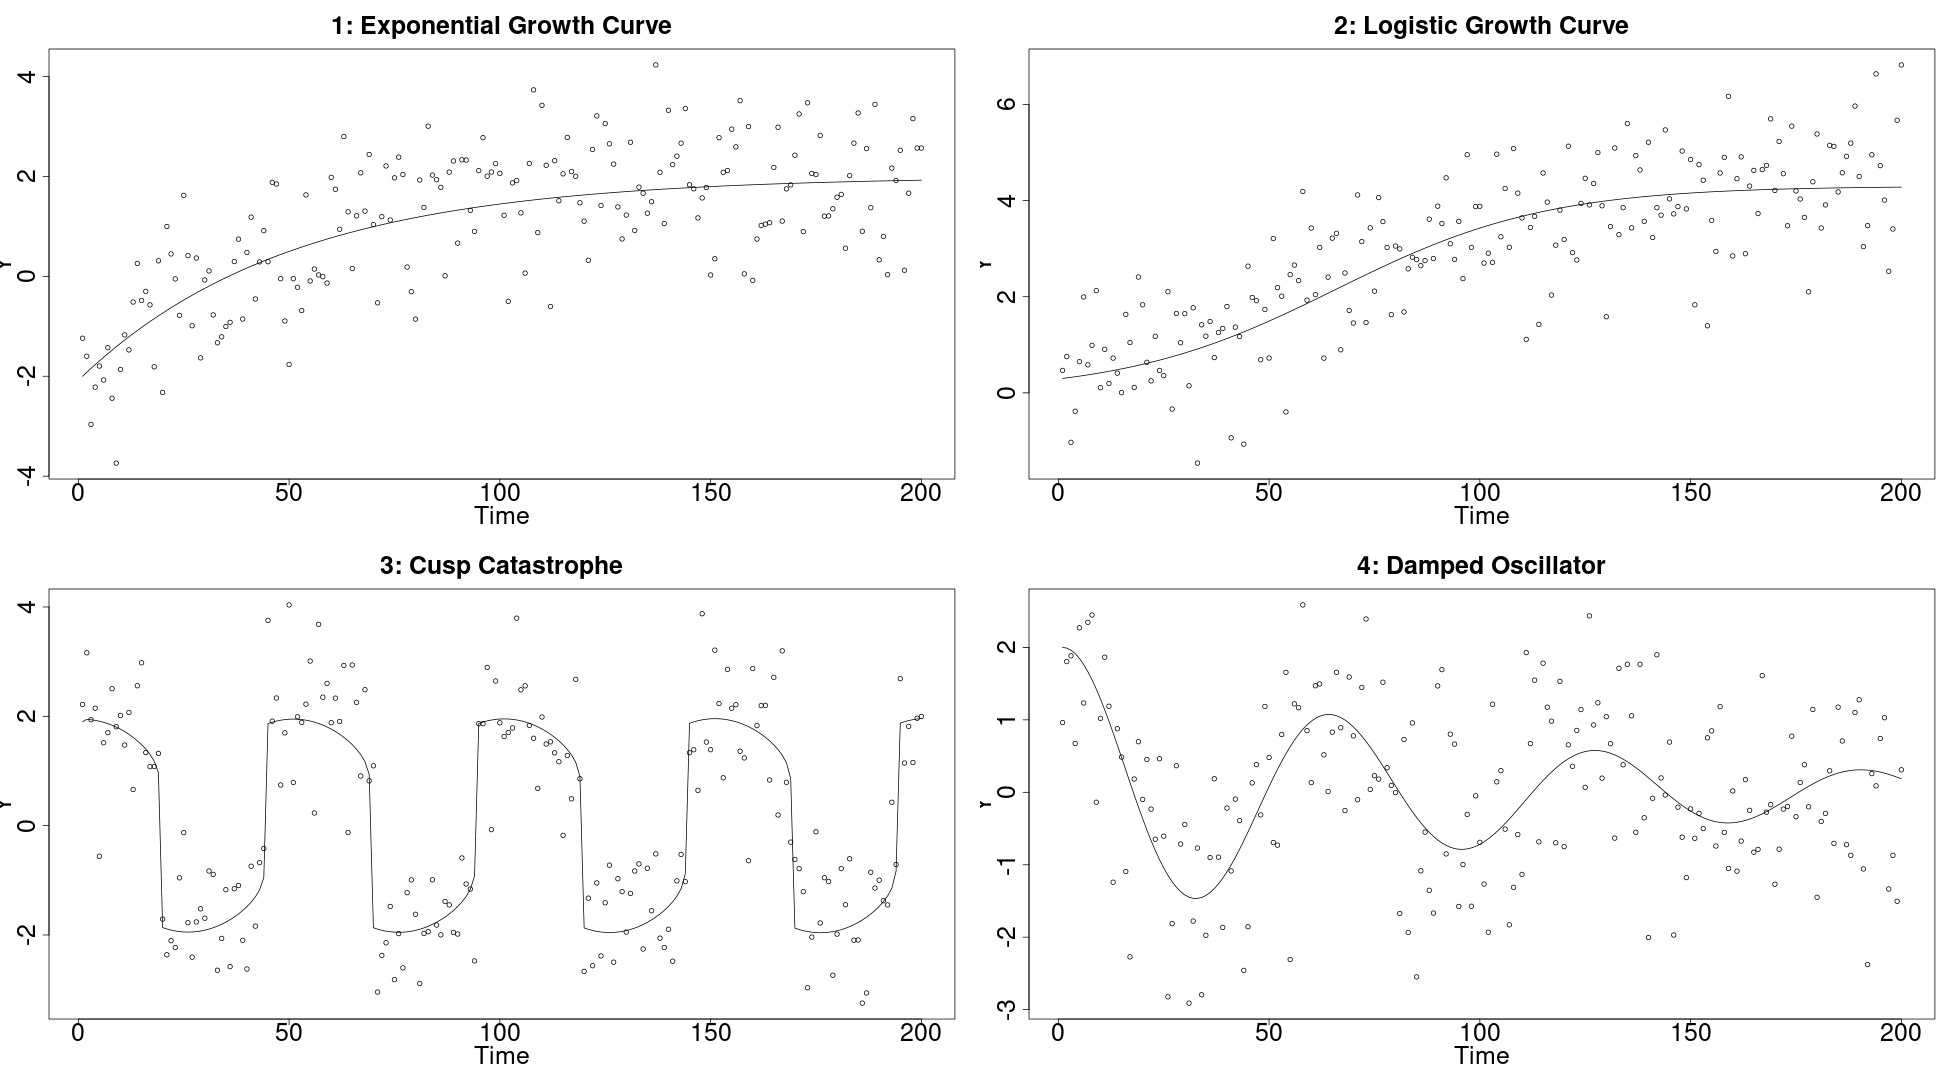 1: Exponential Growth Curve
4
2
0
-2
-4
Y
0 50 100 150 200
Time
2: Logistic Growth Curve
6
4
2
0
Y
0 50 100 150 200
Time
3: Cusp Catastrophe
4
2
0
-2
Y
0 50 100 150 200
Time
4: Damped Oscillator
2
1
0
-1
-2
-3
Y
0 50 100 150 200
Time